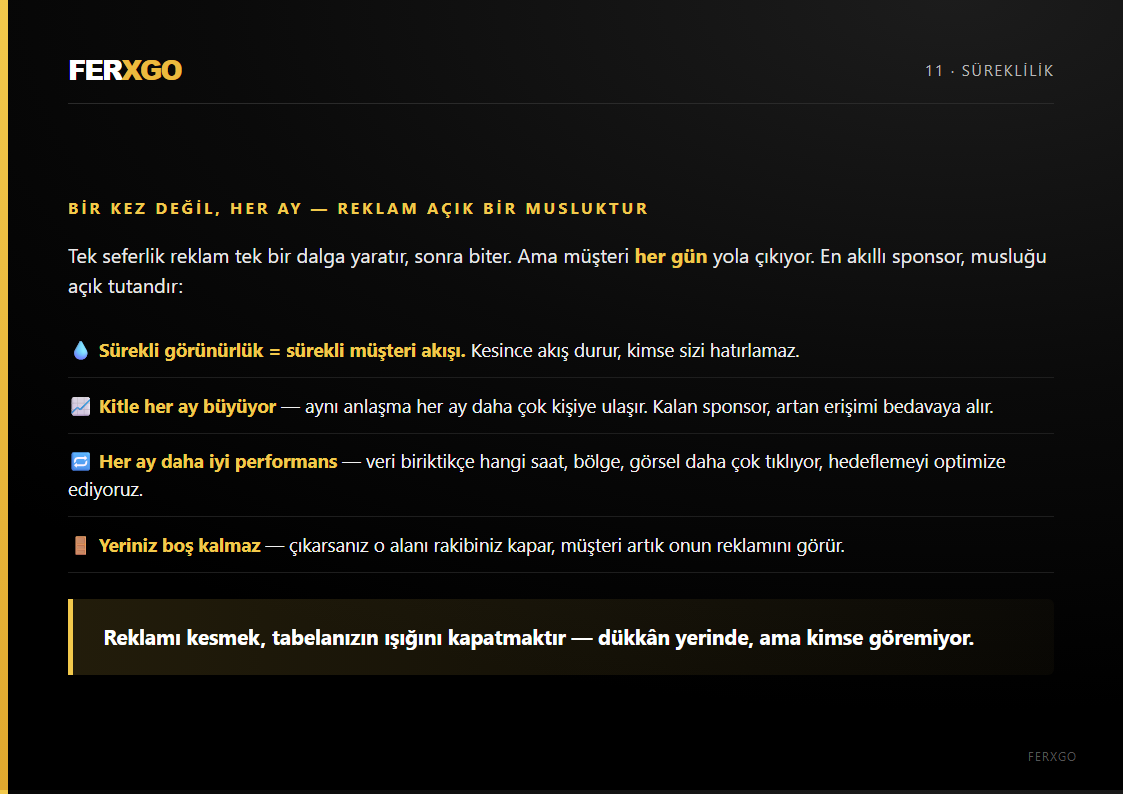 FERXGO
11 · SÜREKLİLİK
BİR KEZ DEĞİL, HER AY — REKLAM AÇIK BİR MUSLUKTUR
Tek seferlik reklam tek bir dalga yaratır, sonra biter. Ama müşteri her gün yola çıkıyor. En akıllı sponsor, musluğu
açık tutandır:
💧 Sürekli görünürlük = sürekli müşteri akışı. Kesince akış durur, kimse sizi hatırlamaz.
📈 Kitle her ay büyüyor — aynı anlaşma her ay daha çok kişiye ulaşır. Kalan sponsor, artan erişimi bedavaya alır.
🔁 Her ay daha iyi performans — veri biriktikçe hangi saat, bölge, görsel daha çok tıklıyor, hedeflemeyi optimize
ediyoruz.
🚪 Yeriniz boş kalmaz — çıkarsanız o alanı rakibiniz kapar, müşteri artık onun reklamını görür.
Reklamı kesmek, tabelanızın ışığını kapatmaktır — dükkân yerinde, ama kimse göremiyor.
FERXGO